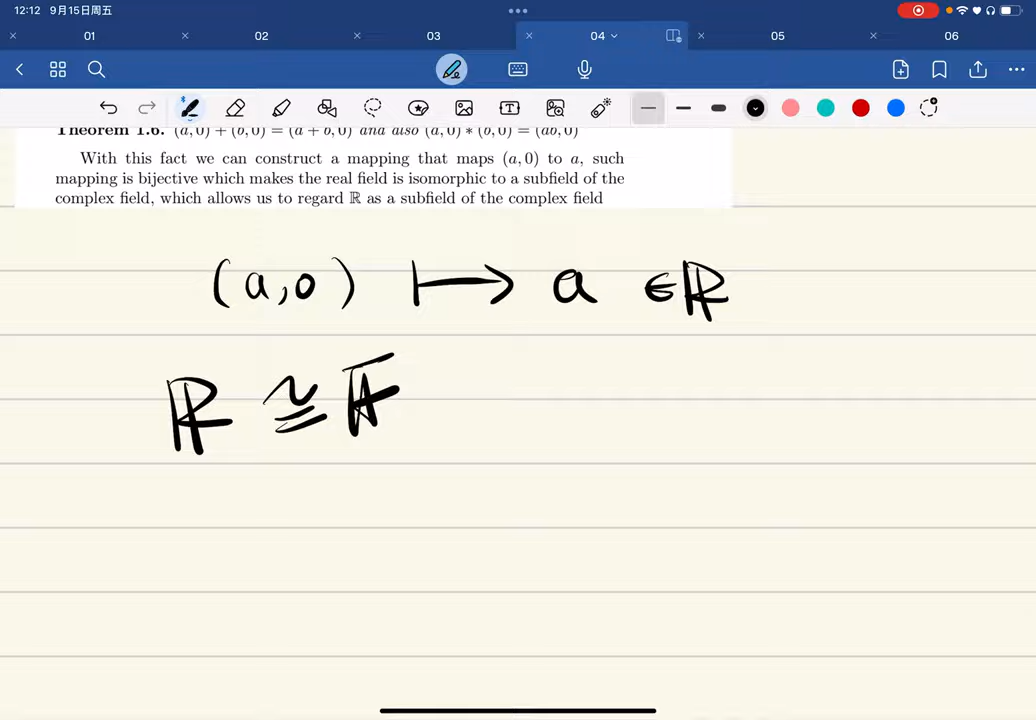 12:12 9月15日周五
01 02 03 04 05 06
Theorem 1.6. (a, 0) + (b, 0) = (a + b, 0) and also (a, 0) ∗ (b, 0) = (ab, 0)
With this fact we can construct a mapping that maps (a, 0) to a, such
mapping is bijective which makes the real field is isomorphic to a subfield of the
complex field, which allows us to regard ℝ as a subfield of the complex field
(a,0) ↦ a ∈ ℝ
ℝ ≅ 𝔽